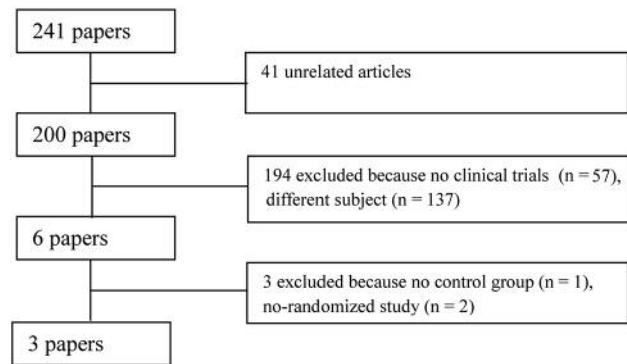 241 papers
41 unrelated articles
200 papers
194 excluded because no clinical trials (n = 57),
different subject (n = 137)
6 papers
3 excluded because no control group (n = 1),
no-randomized study (n = 2)
3 papers